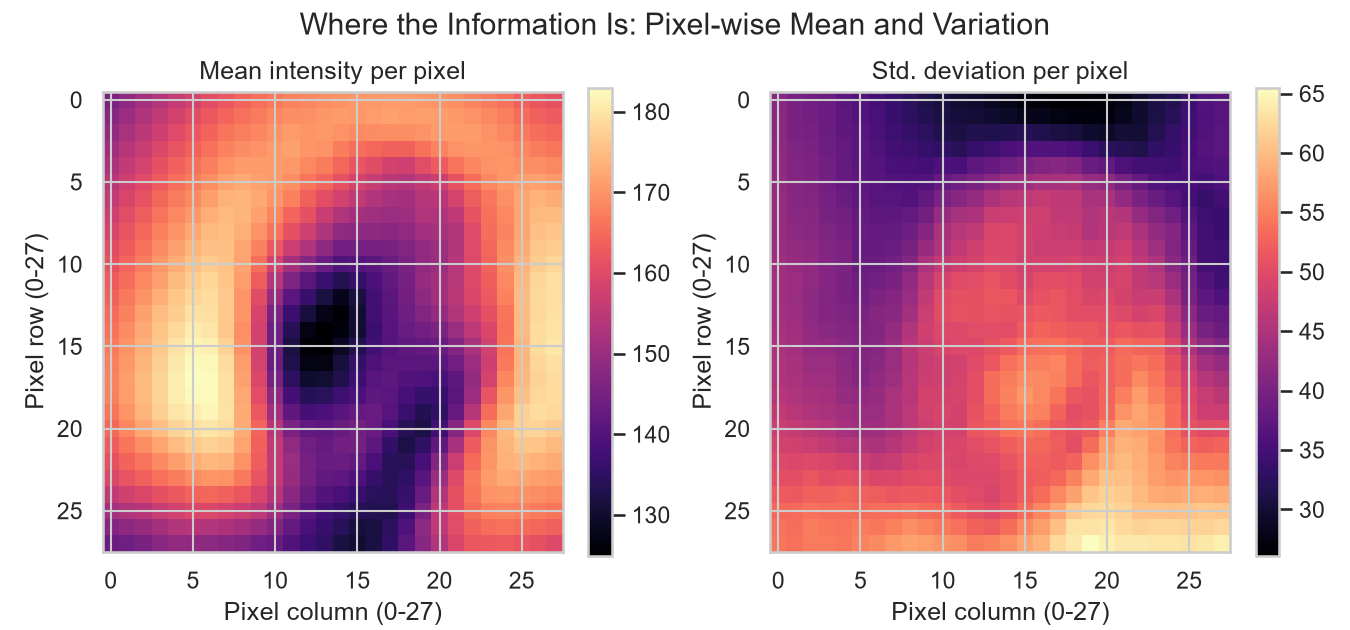 Where the Information Is: Pixel-wise Mean and Variation
Mean intensity per pixel
0
5
10
15
20
25
Pixel row (0-27)
0 5 10 15 20 25
Pixel column (0-27)
180
170
160
150
140
130
Std. deviation per pixel
0
5
10
15
20
25
Pixel row (0-27)
0 5 10 15 20 25
Pixel column (0-27)
65
60
55
50
45
40
35
30